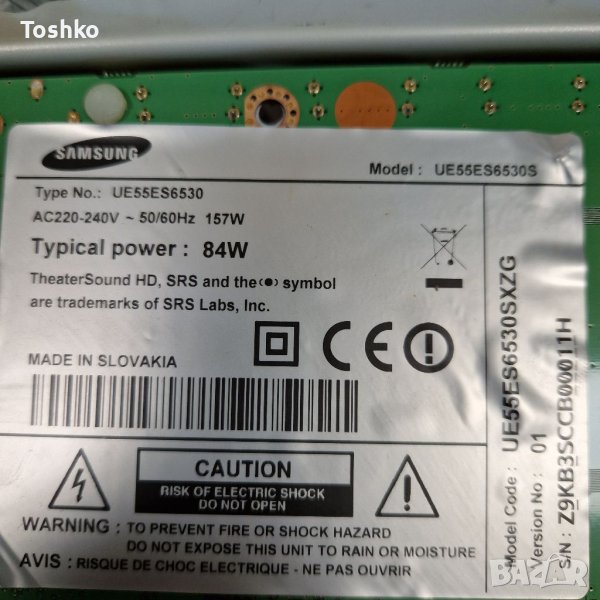 Toshko
SAMSUNG
Model : UE55ES6530S
Type No.: UE55ES6530
AC220-240V ~ 50/60Hz 157W
Typical power : 84W
TheaterSound HD, SRS and the symbol
are trademarks of SRS Labs, Inc.
MADE IN SLOVAKIA
CE
CAUTION
RISK OF ELECTRIC SHOCK
DO NOT OPEN
WARNING : TO PREVENT FIRE OR SHOCK HAZARD
DO NOT EXPOSE THIS UNIT TO RAIN OR MOISTURE
AVIS : RISQUE DE CHOC ELECTRIQUE - NE PAS OUVRIR
Model Code : UE55ES6530SXZG
Version No : 01
S/N : Z9KB3SCCB00011H
BAZAR